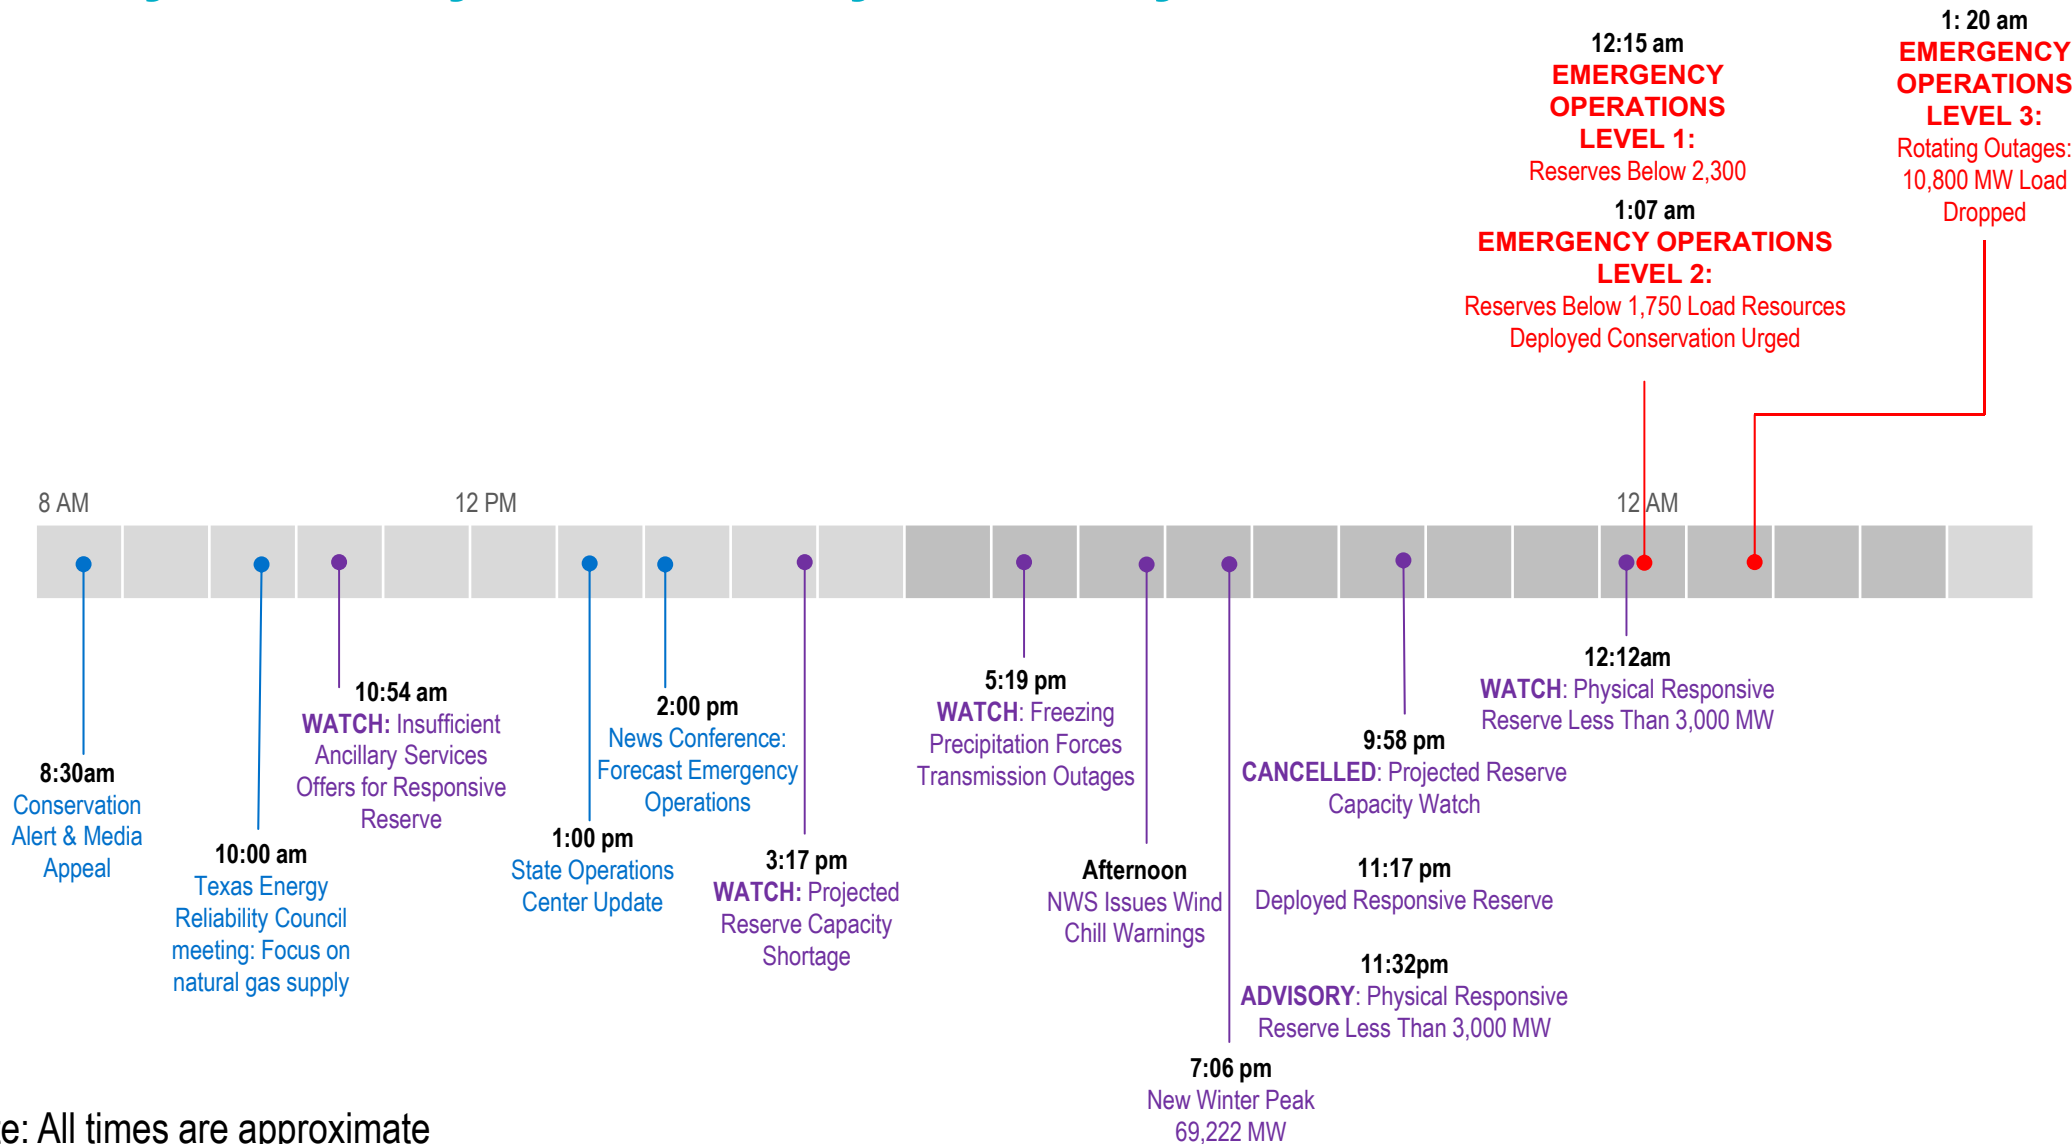 12:15 am
EMERGENCY
OPERATIONS
LEVEL 1:
Reserves Below 2,300
1:07 am
EMERGENCY OPERATIONS
LEVEL 2:
Reserves Below 1,750 Load Resources
Deployed Conservation Urged
1: 20 am
EMERGENCY
OPERATIONS
LEVEL 3:
Rotating Outages:
10,800 MW Load
Dropped
8 AM
12 PM
12 AM
8:30am
Conservation
Alert & Media
Appeal
10:00 am
Texas Energy
Reliability Council
meeting: Focus on
natural gas supply
10:54 am
WATCH: Insufficient
Ancillary Services
Offers for Responsive
Reserve
1:00 pm
State Operations
Center Update
2:00 pm
News Conference:
Forecast Emergency
Operations
3:17 pm
WATCH: Projected
Reserve Capacity
Shortage
5:19 pm
WATCH: Freezing
Precipitation Forces
Transmission Outages
Afternoon
NWS Issues Wind
Chill Warnings
7:06 pm
New Winter Peak
69,222 MW
9:58 pm
CANCELLED: Projected Reserve
Capacity Watch
11:17 pm
Deployed Responsive Reserve
11:32pm
ADVISORY: Physical Responsive
Reserve Less Than 3,000 MW
12:12am
WATCH: Physical Responsive
Reserve Less Than 3,000 MW
: All times are approximate